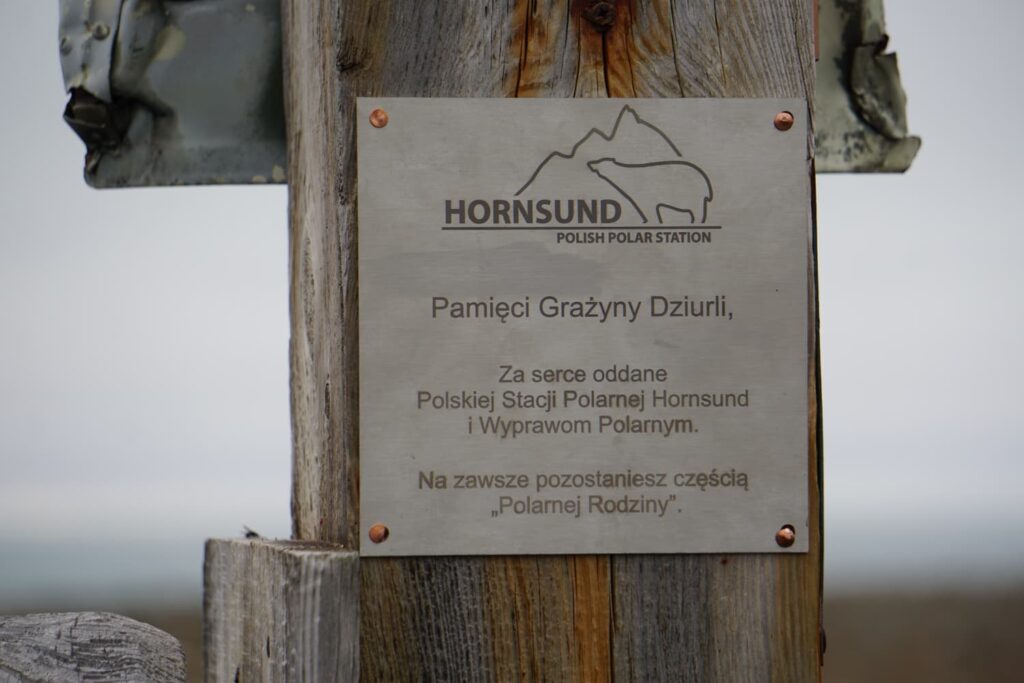 HORNSUND
POLISH POLAR STATION
Pamięci Grażyny Dziurli,
Za serce oddane
Polskiej Stacji Polarnej Hornsund
i Wyprawom Polarnym.
Na zawsze pozostaniesz częścią
„Polarnej Rodziny”.